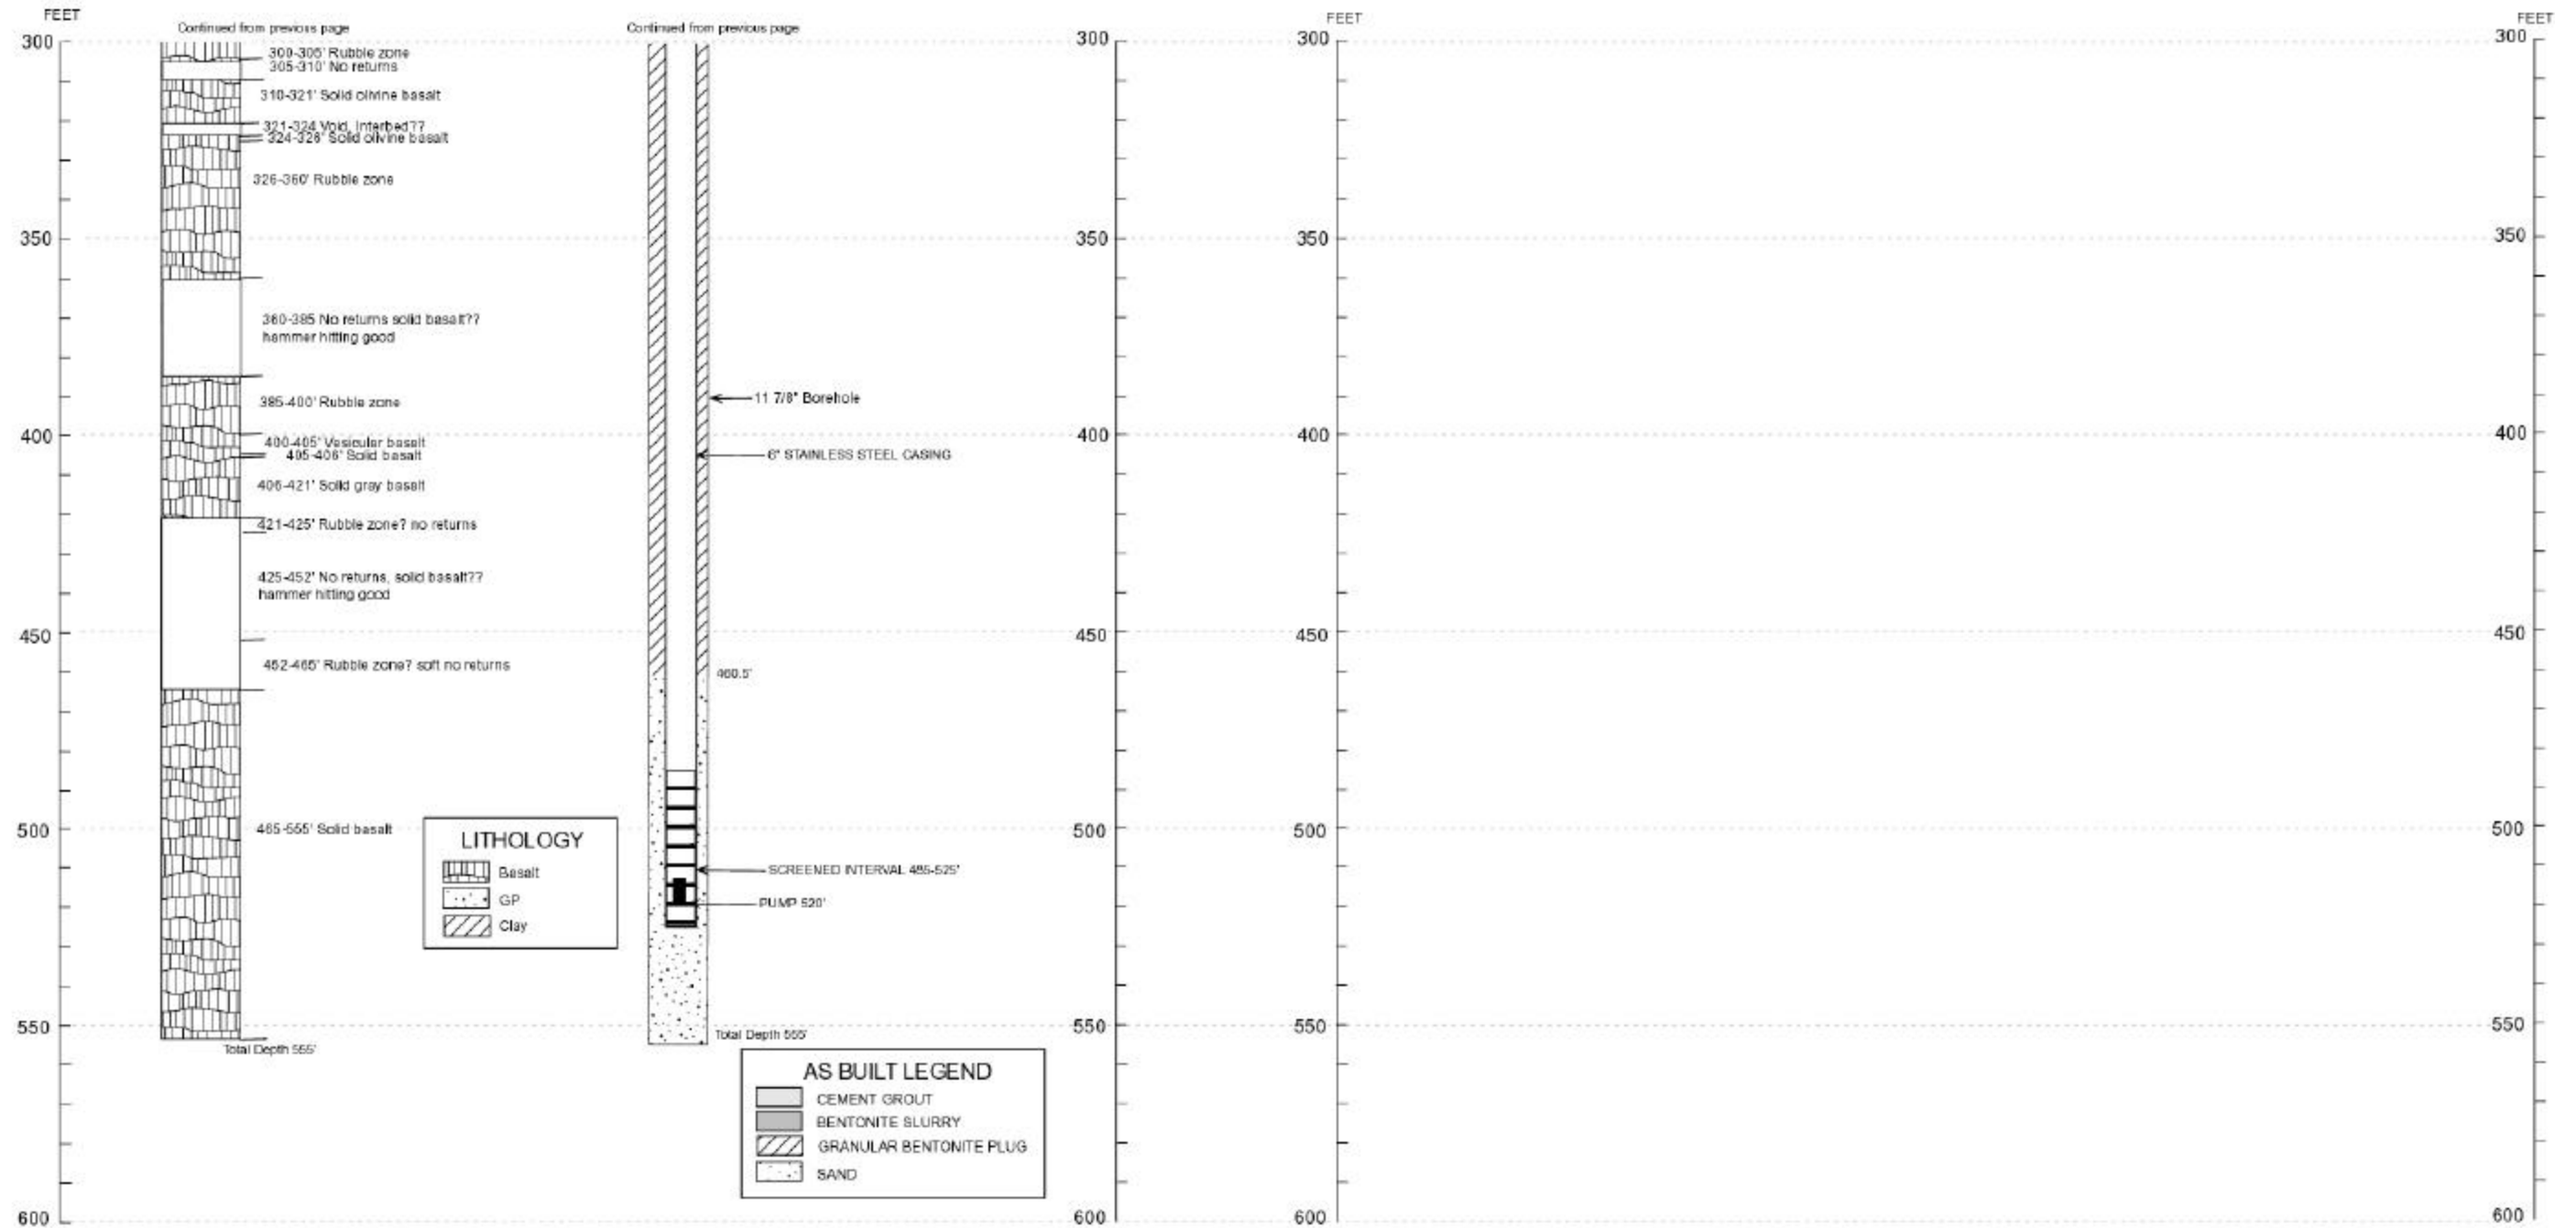 FEET
FEET
FEET
Continued from previous page
Continued from previous page
300
300
300
300
300-305' Rubble zone
305-310' No returns
310-321' Solid olivine basalt
321-324 Void, Interbed??
324-326' Solid olivine basalt
326-360' Rubble zone
350
350
350
350
360-385 No returns solid basalt??
hammer hitting good
11 7/8" Borehole
385-400' Rubble zone
400
400
400
400
400-405' Vesicular basalt
405-406' Solid basalt
6" STAINLESS STEEL CASING
406-421' Solid gray basalt
421-425' Rubble zone? no returns
425-452' No returns, solid basalt??
hammer hitting good
450
450
450
450
452-465' Rubble zone? soft no returns
460.5'
500
500
500
500
465-555' Solid basalt
LITHOLOGY
Basalt
GP
Clay
SCREENED INTERVAL 485-525'
PUMP 520'
550
550
550
550
Total Depth 555'
Total Depth 555'
AS BUILT LEGEND
CEMENT GROUT
BENTONITE SLURRY
GRANULAR BENTONITE PLUG
SAND
600
600
600
600